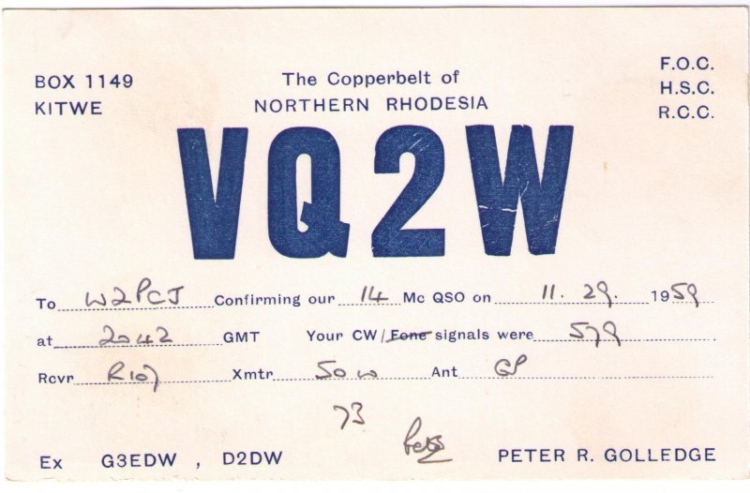 BOX 1149 The Copperbelt of F.O.C.
KITWE NORTHERN RHODESIA H.S.C.
R.C.C.
VQ2W
To W2PCJ Confirming our 14 Mc QSO on 11. 29. 1959
at 2042 GMT Your CW/Fone signals were 579
Rcvr R107 Xmtr 50w Ant GP
73
Pete
Ex G3EDW , D2DW PETER R. GOLLEDGE